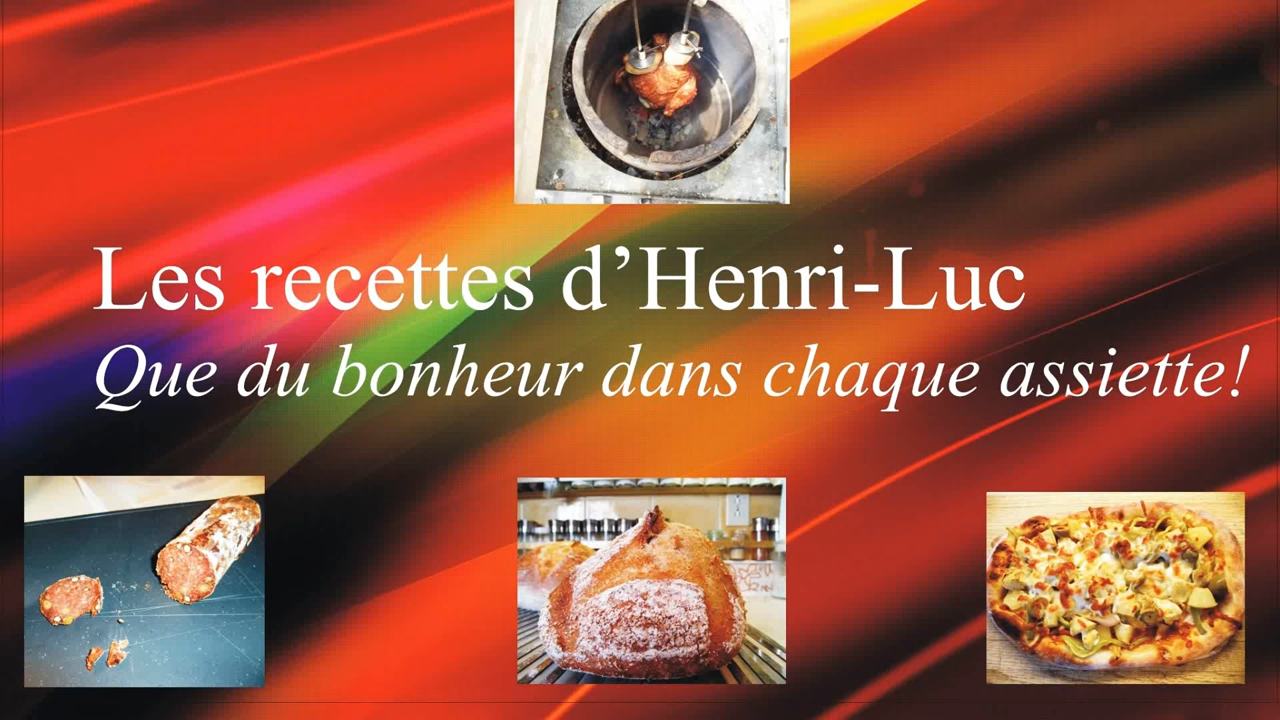 Les recettes d’Henri-Luc
Que du bonheur dans chaque assiette!